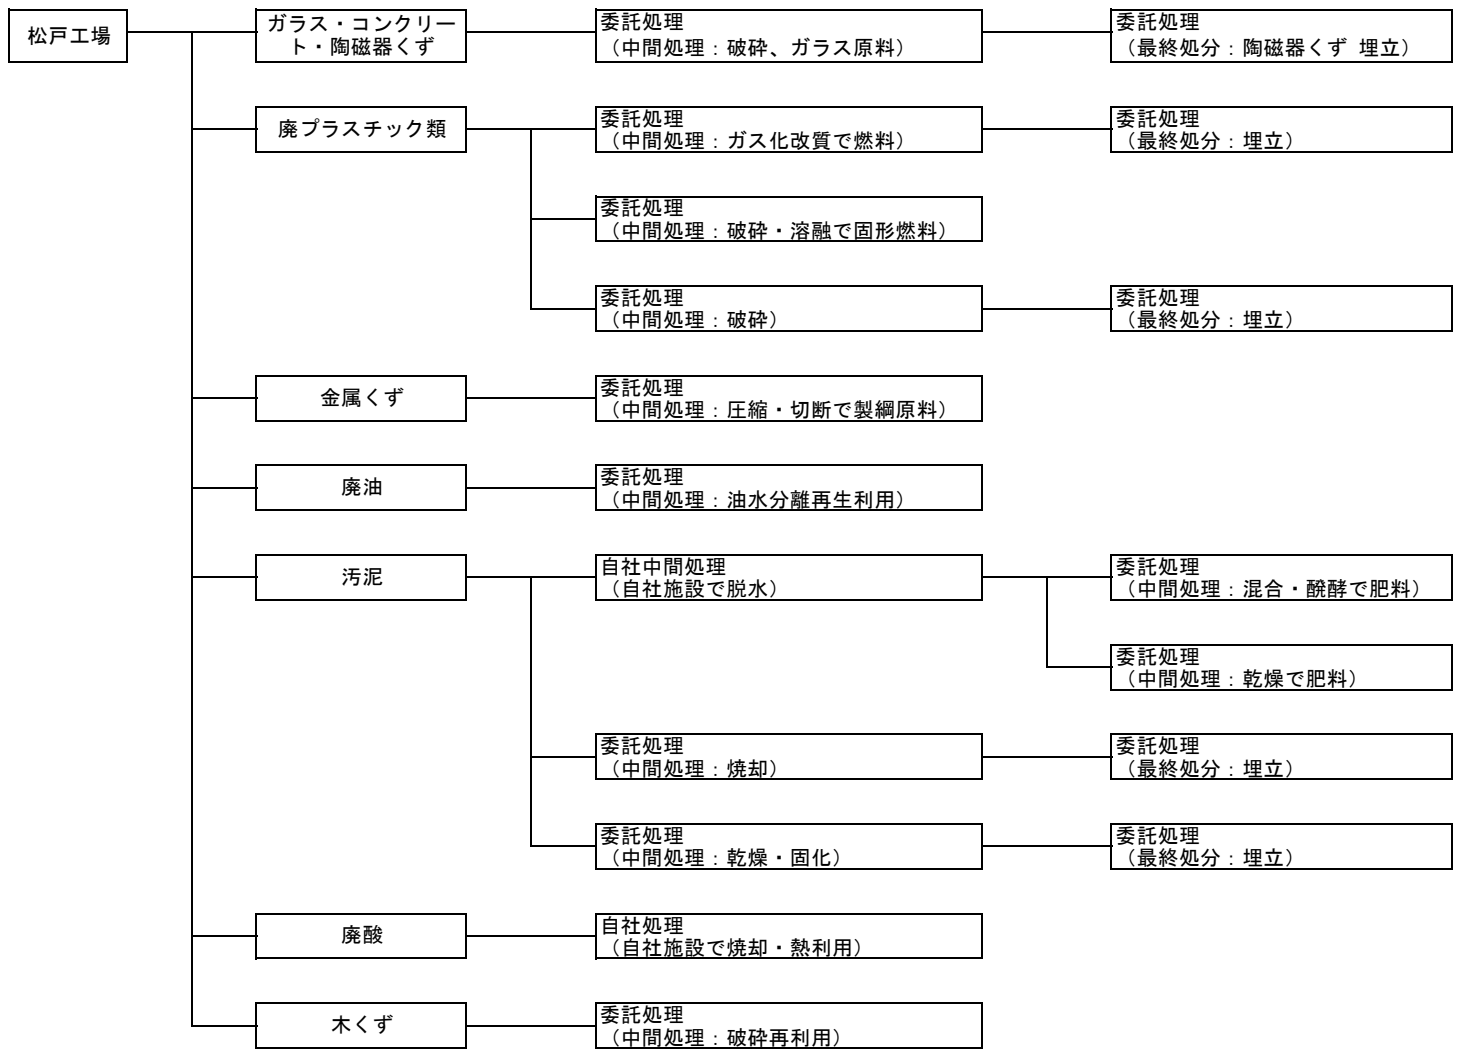 松戸工場
ガラス・コンクリー
ト・陶磁器くず
委託処理
（中間処理：破砕、ガラス原料）
委託処理
（最終処分：陶磁器くず 埋立）
廃プラスチック類
委託処理
（中間処理：ガス化改質で燃料）
委託処理
（最終処分：埋立）
委託処理
（中間処理：破砕・溶融で固形燃料）
委託処理
（中間処理：破砕）
委託処理
（最終処分：埋立）
金属くず
委託処理
（中間処理：圧縮・切断で製綱原料）
廃油
委託処理
（中間処理：油水分離再生利用）
汚泥
自社中間処理
（自社施設で脱水）
委託処理
（中間処理：混合・醗酵で肥料）
委託処理
（中間処理：乾燥で肥料）
委託処理
（中間処理：焼却）
委託処理
（最終処分：埋立）
委託処理
（中間処理：乾燥・固化）
委託処理
（最終処分：埋立）
廃酸
自社処理
（自社施設で焼却・熱利用）
木くず
委託処理
（中間処理：破砕再利用）